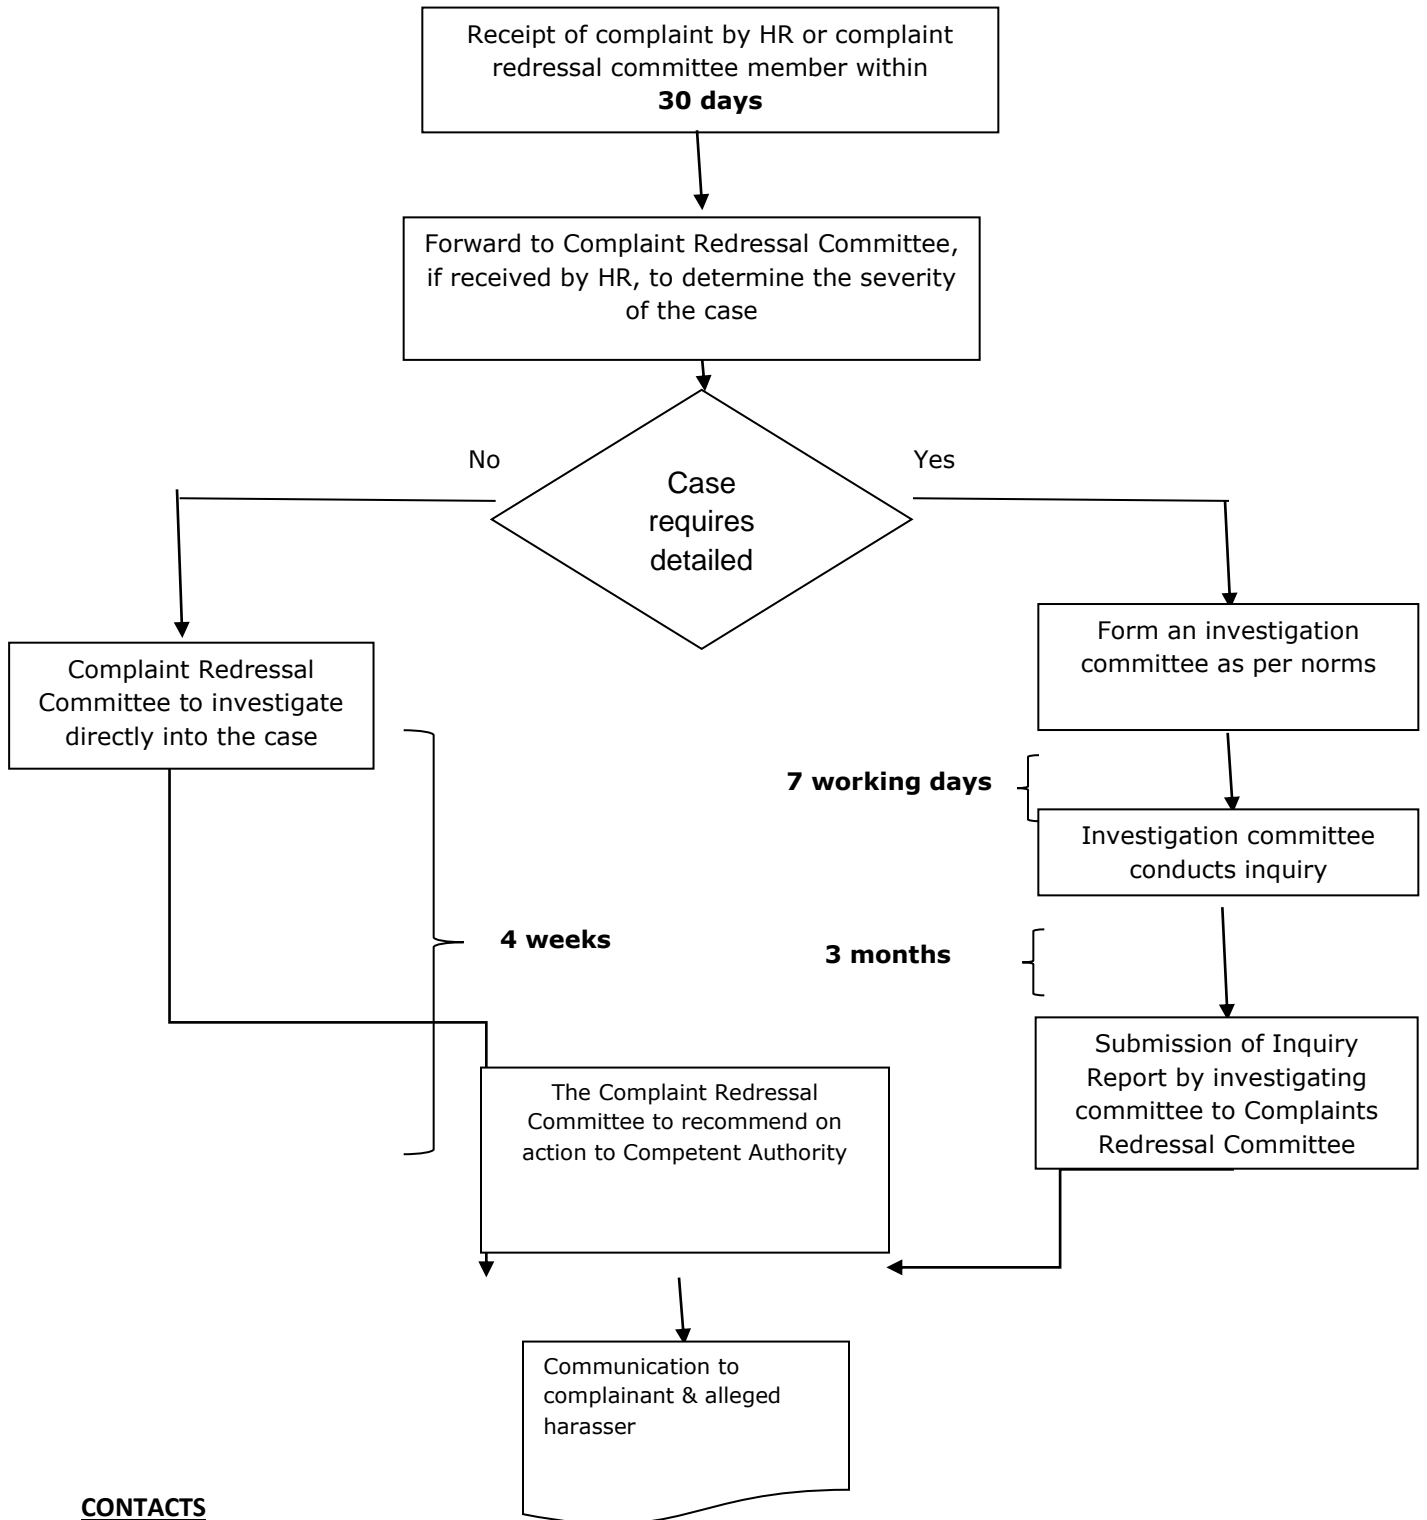 Receipt of complaint by HR or complaint
redressal committee member within
30 days
Forward to Complaint Redressal Committee,
if received by HR, to determine the severity
of the case
No
Yes
Case
requires
detailed
Form an investigation
committee as per norms
Complaint Redressal
Committee to investigate
directly into the case
7 working days
Investigation committee
conducts inquiry
4 weeks
3 months
Submission of Inquiry
Report by investigating
committee to Complaints
Redressal Committee
The Complaint Redressal
Committee to recommend on
action to Competent Authority
Communication to
complainant & alleged
harasser
CONTACTS